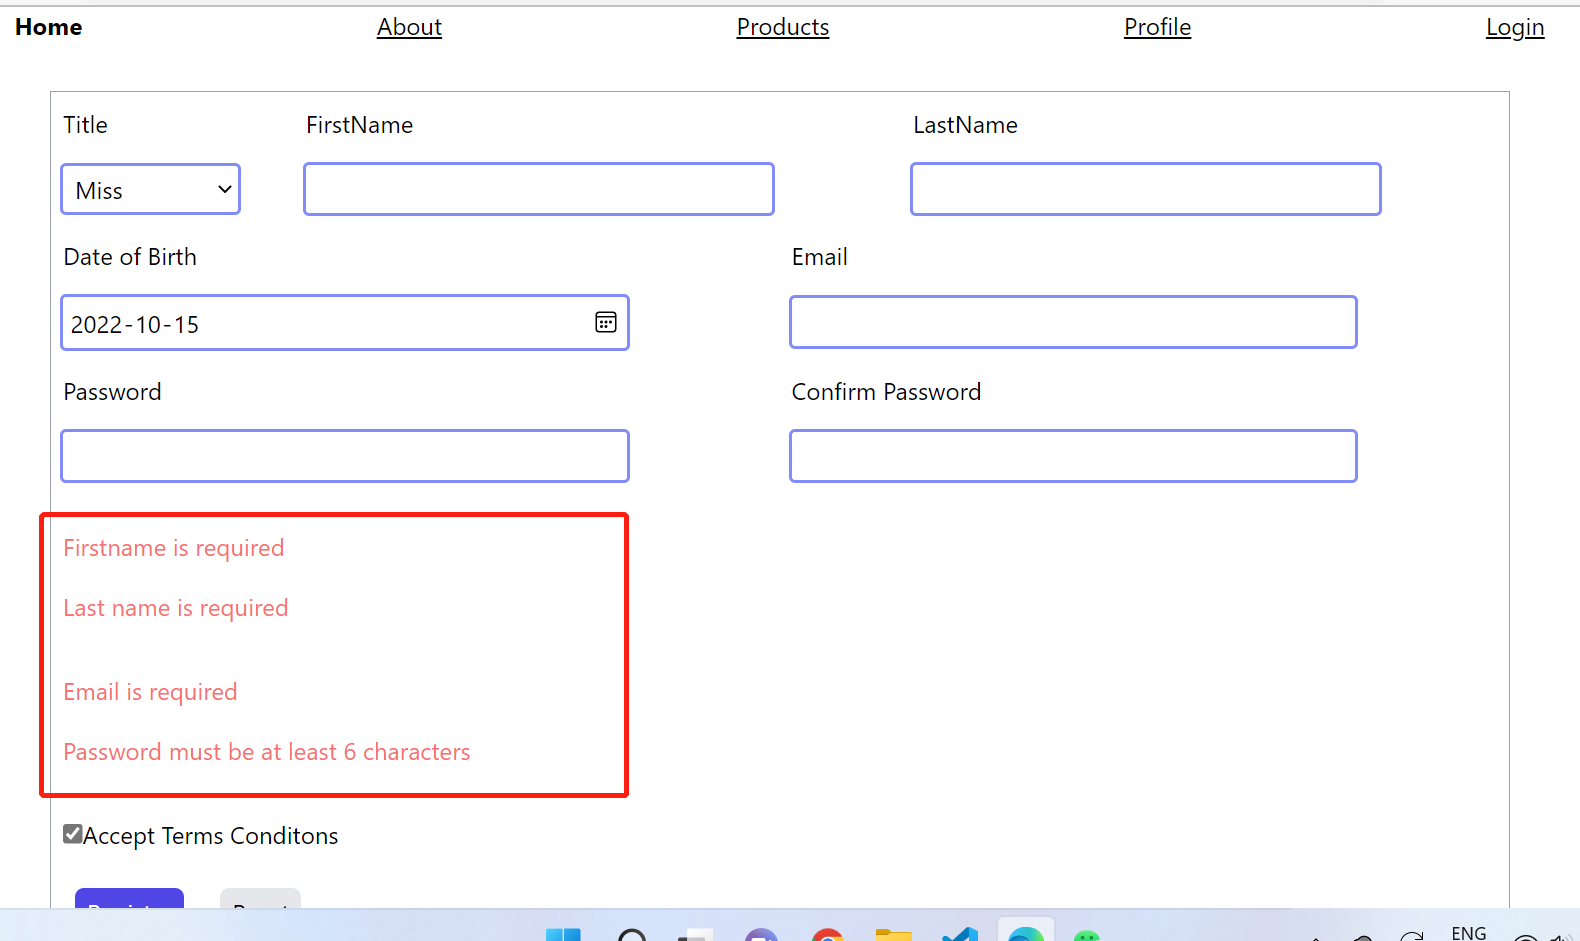 Home About Products Profile Login
Title FirstName LastName
Miss
Date of Birth Email
2022-10-15
Password Confirm Password
Firstname is required
Last name is required
Email is required
Password must be at least 6 characters
Accept Terms Conditons
ENG